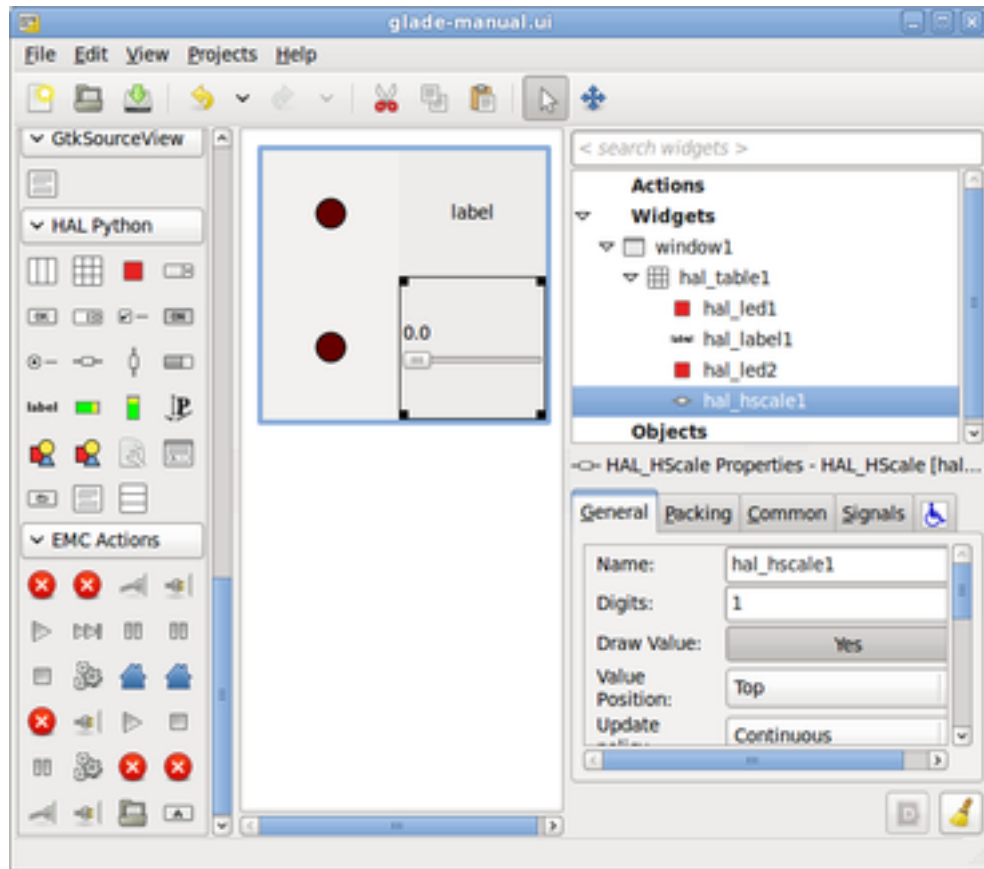 glade-manual.ui
File Edit View Projects Help
GtkSourceView
HAL Python
label
EMC Actions
label
0.0
< search widgets >
Actions
Widgets
window1
hal_table1
hal_led1
hal_label1
hal_led2
hal_hscale1
Objects
HAL_HScale Properties - HAL_HScale [hal...
General Packing Common Signals
Name: hal_hscale1
Digits: 1
Draw Value: Yes
Value
Position: Top
Update
Continuous